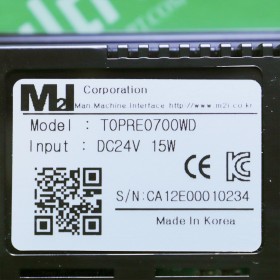 M2I Corporation
Man Machine Interface http://www.m2i.co.kr
Model : TOPRE0700WD
Input : DC24V 15W
CE
S/N:CA12E00010234
Made In Korea